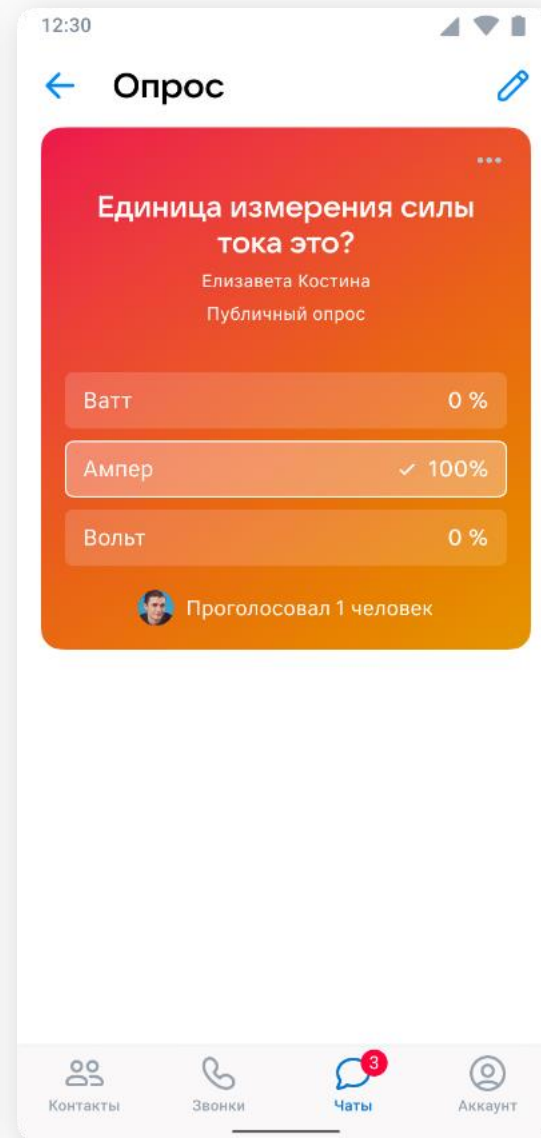 12:30
Опрос
Единица измерения силы
тока это?
Елизавета Костина
Публичный опрос
Ватт 0 %
Ампер 100%
Вольт 0 %
Проголосовал 1 человек
3
Контакты Звонки Чаты Аккаунт